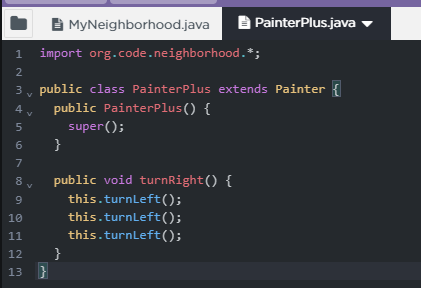 MyNeighborhood.java PainterPlus.java
1 import org.code.neighborhood.*;
2
3 public class PainterPlus extends Painter {
4   public PainterPlus() {
5     super();
6   }
7
8   public void turnRight() {
9     this.turnLeft();
10     this.turnLeft();
11     this.turnLeft();
12   }
13 }